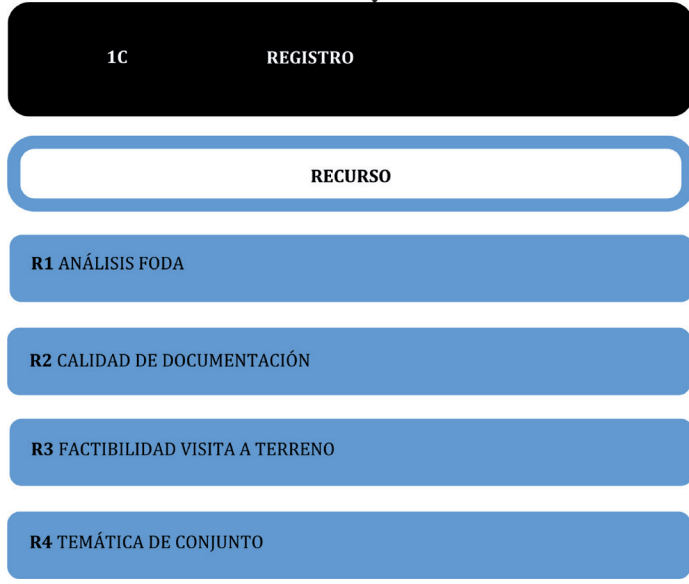 1C REGISTRO
RECURSO
R1 ANÁLISIS FODA
R2 CALIDAD DE DOCUMENTACIÓN
R3 FACTIBILIDAD VISITA A TERRENO
R4 TEMÁTICA DE CONJUNTO